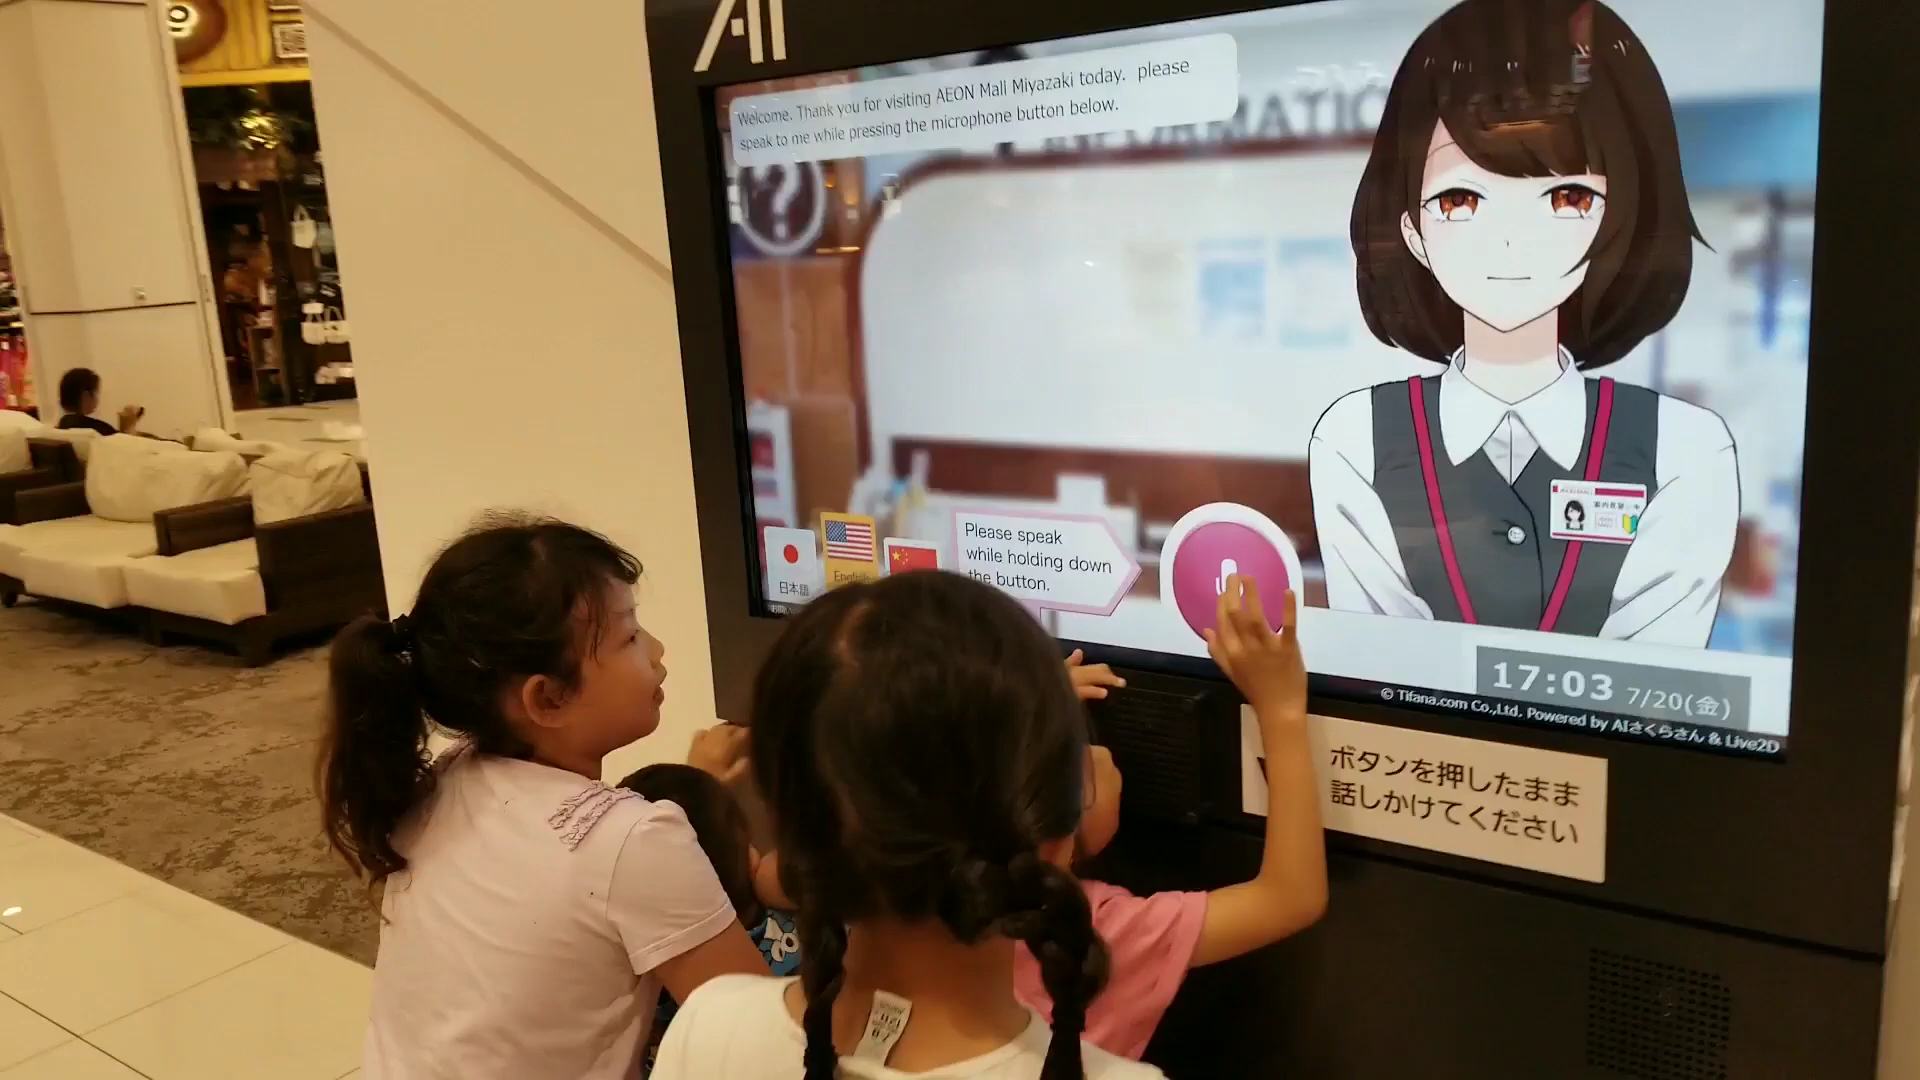 AI
Welcome. Thank you for visiting AEON Mall Miyazaki today. please
speak to me while pressing the microphone button below.
INFORMATIC
?
日本語
English
Please speak
while holding down
the button.
17:03 7/20(金)
© Tifana.com Co.,Ltd. Powered by AIさくらさん & Live2D
ボタンを押したまま
話しかけてください